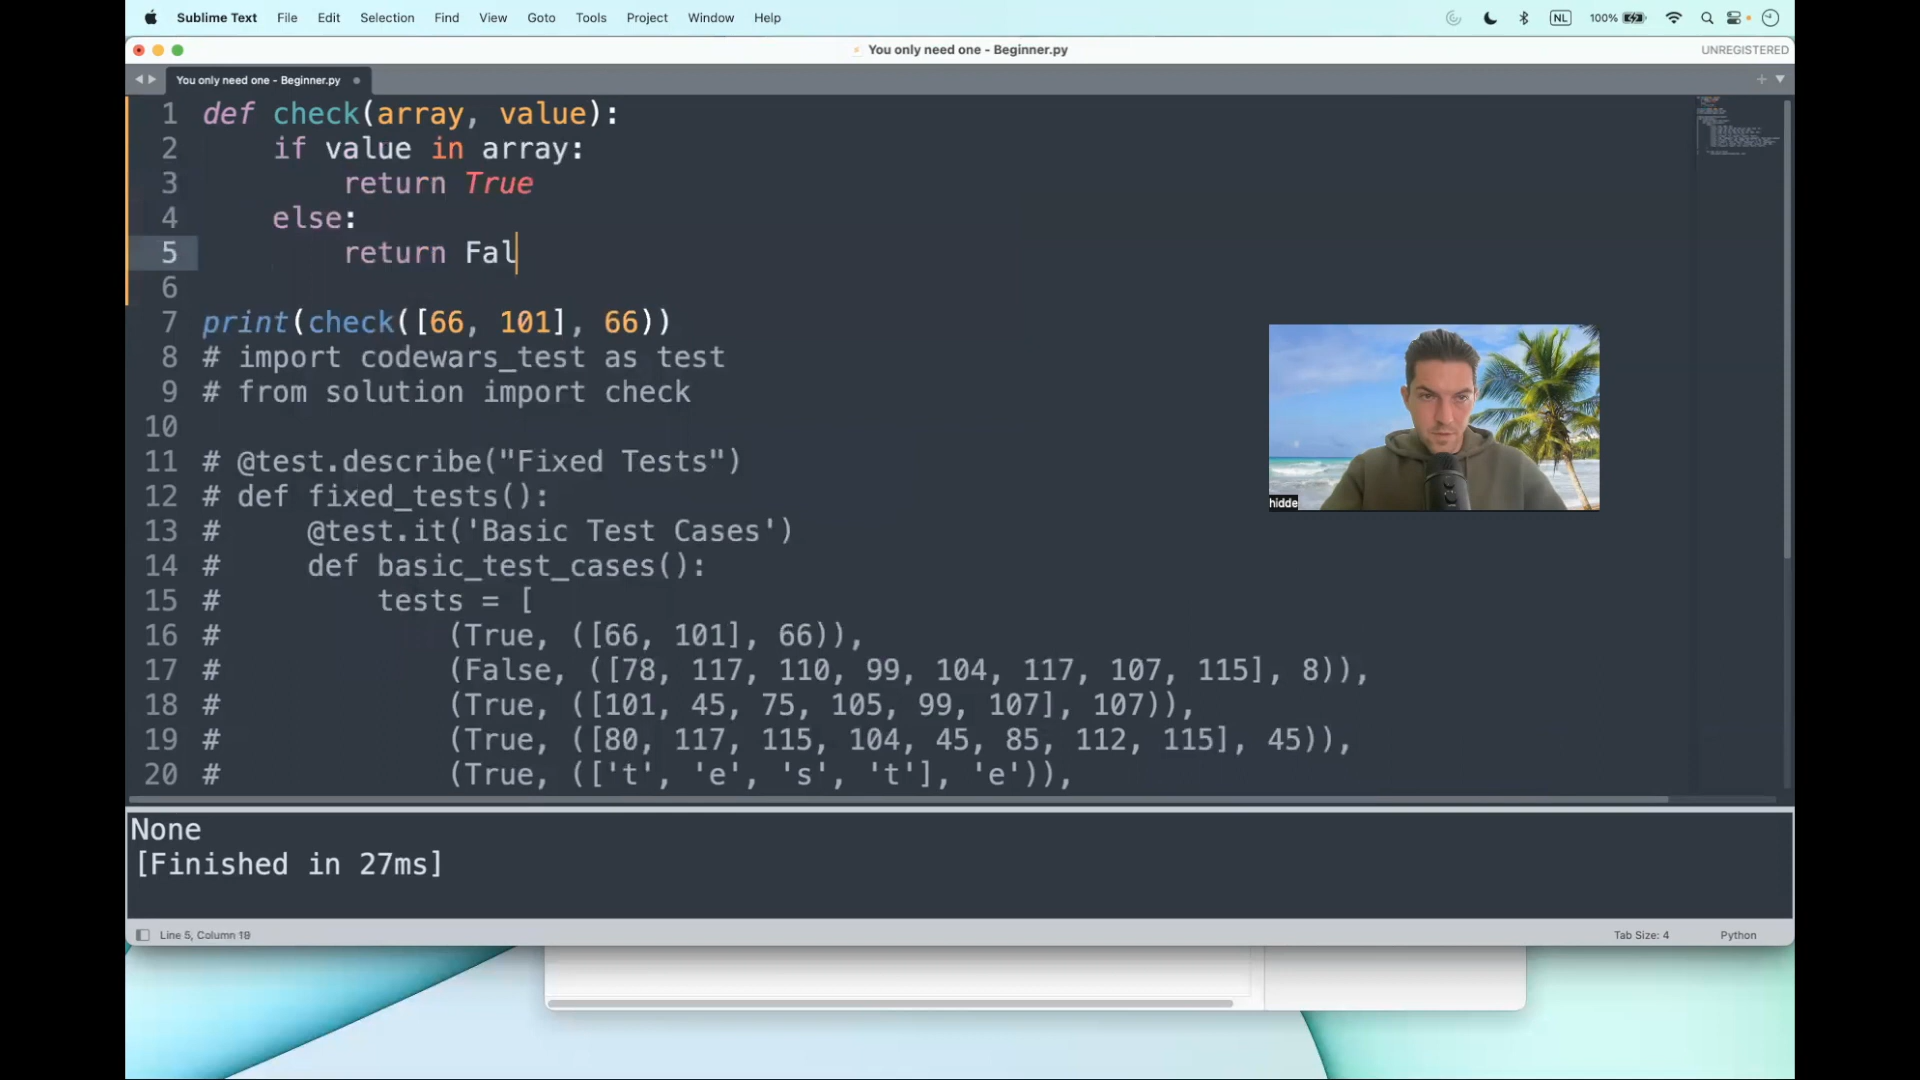 Sublime Text File Edit Selection Find View Goto Tools Project Window Help NL 100%
You only need one - Beginner.py UNREGISTERED
You only need one - Beginner.py
1 def check(array, value):
2     if value in array:
3         return True
4     else:
5         return Fal
6
7 print(check([66, 101], 66))
8 # import codewars_test as test
9 # from solution import check
10
11 # @test.describe("Fixed Tests")
12 # def fixed_tests():
13 #     @test.it('Basic Test Cases')
14 #     def basic_test_cases():
15 #         tests = [
16 #             (True, ([66, 101], 66)),
17 #             (False, ([78, 117, 110, 99, 104, 117, 107, 115], 8)),
18 #             (True, ([101, 45, 75, 105, 99, 107], 107)),
19 #             (True, ([80, 117, 115, 104, 45, 85, 112, 115], 45)),
20 #             (True, (['t', 'e', 's', 't'], 'e')),
hidde
None
[Finished in 27ms]
Line 5, Column 19 Tab Size: 4 Python